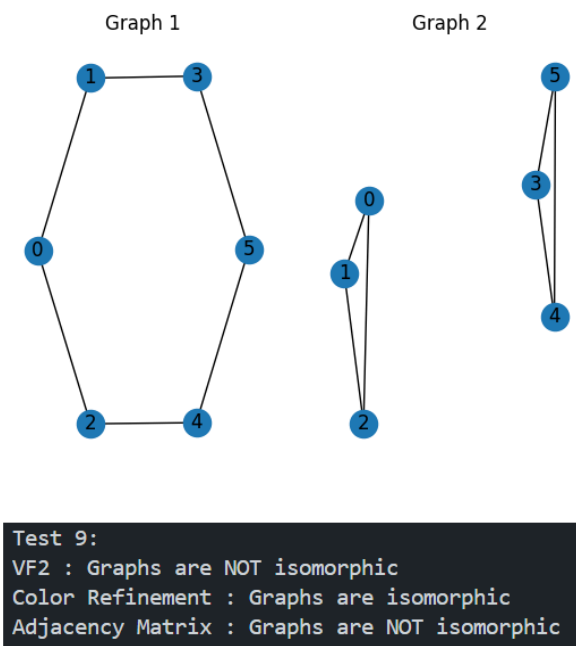 Graph 1
Graph 2
1
3
0
5
2
4
5
3
0
1
4
2
Test 9:
VF2 : Graphs are NOT isomorphic
Color Refinement : Graphs are isomorphic
Adjacency Matrix : Graphs are NOT isomorphic